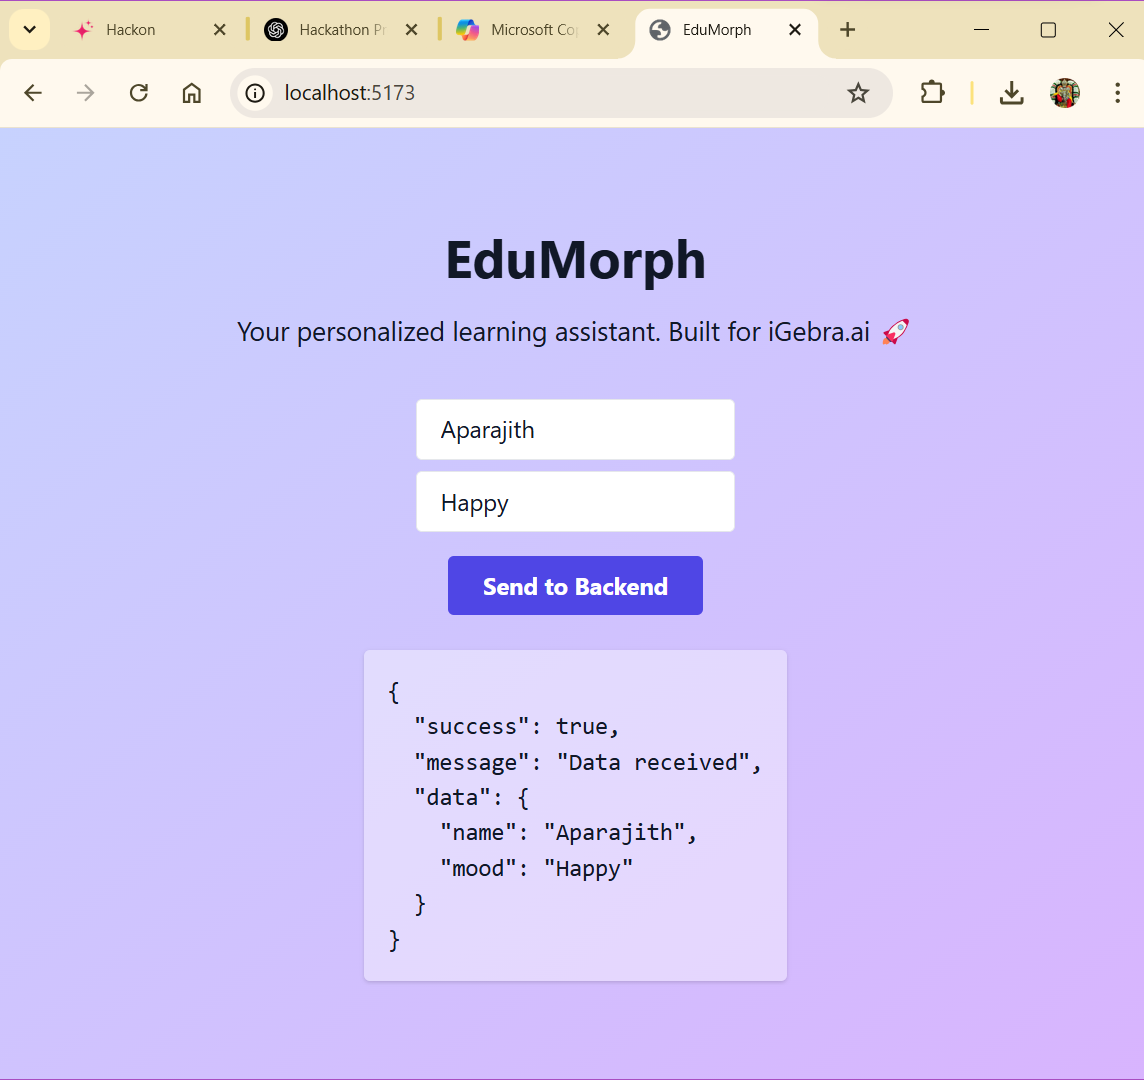 Hackon
Hackathon Pr
Microsoft Co
EduMorph
localhost:5173
EduMorph
Your personalized learning assistant. Built for iGebra.ai 🚀
Aparajith
Happy
Send to Backend
{
"success": true,
"message": "Data received",
"data": {
"name": "Aparajith",
"mood": "Happy"
}
}